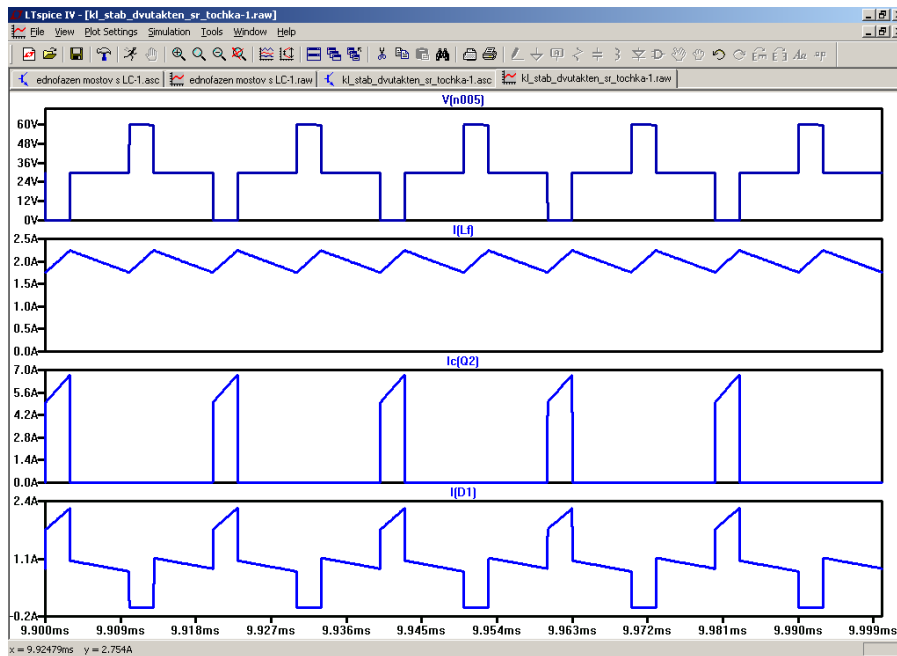 LTspice IV - [kl_stab_dvutakten_sr_tochka-1.raw]
File View Plot Settings Simulation Tools Window Help
ednofazen mostov s LC-1.asc ednofazen mostov s LC-1.raw kl_stab_dvutakten_sr_tochka-1.asc kl_stab_dvutakten_sr_tochka-1.raw
V(n005)
60V
48V
36V
24V
12V
0V
I(Lf)
2.5A
2.0A
1.5A
1.0A
0.5A
0.0A
Ic(Q2)
7.0A
5.6A
4.2A
2.8A
1.4A
0.0A
I(D1)
2.4A
1.1A
-0.2A
9.900ms 9.909ms 9.918ms 9.927ms 9.936ms 9.945ms 9.954ms 9.963ms 9.972ms 9.981ms 9.990ms 9.999ms
x = 9.92479ms y = 2.754A